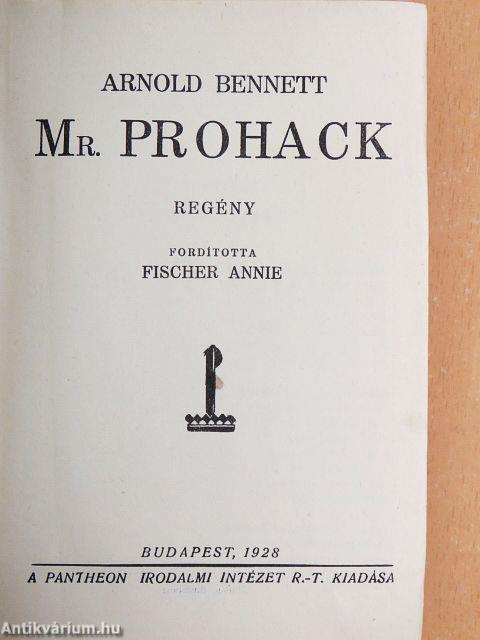 ARNOLD BENNETT
MR. PROHACK
REGÉNY
FORDÍTOTTA
FISCHER ANNIE
BUDAPEST, 1928
A PANTHEON IRODALMI INTÉZET R.-T. KIADÁSA
Antikvárium.hu